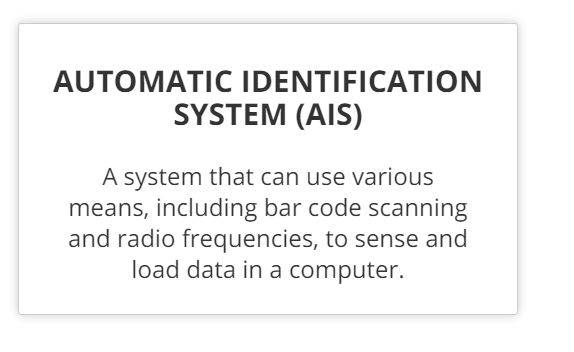 AUTOMATIC IDENTIFICATION
SYSTEM (AIS)
A system that can use various
means, including bar code scanning
and radio frequencies, to sense and
load data in a computer.